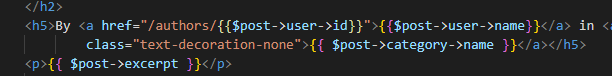 </h2>
<h5>By <a href="/authors/{{$post->user->id}}">{{$post->user->name}}</a> in <
class="text-decoration-none">{{ $post->category->name }}</a></h5>
<p>{{ $post->excerpt }}</p>